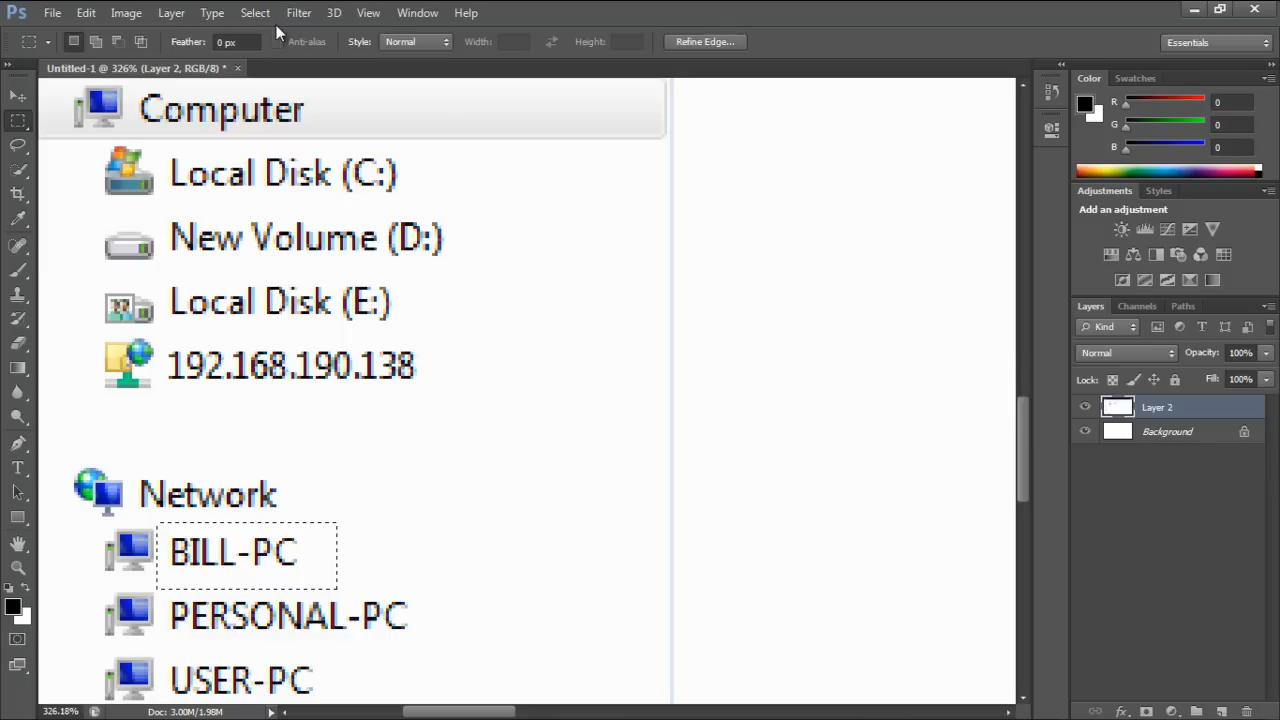 Ps File Edit Image Layer Type Select Filter 3D View Window Help
Feather: 0 px Anti-alias Style: Normal Width: Height: Refine Edge... Essentials
Untitled-1 @ 326% (Layer 2, RGB/8) * ×
Computer
Local Disk (C:)
New Volume (D:)
Local Disk (E:)
192.168.190.138
Network
BILL-PC
PERSONAL-PC
USER-PC
326.18% Doc: 3.00M/1.98M
Color Swatches
R 0
G 0
B 0
Adjustments Styles
Add an adjustment
Layers Channels Paths
Kind
Normal Opacity: 100%
Lock: Fill: 100%
Layer 2
Background